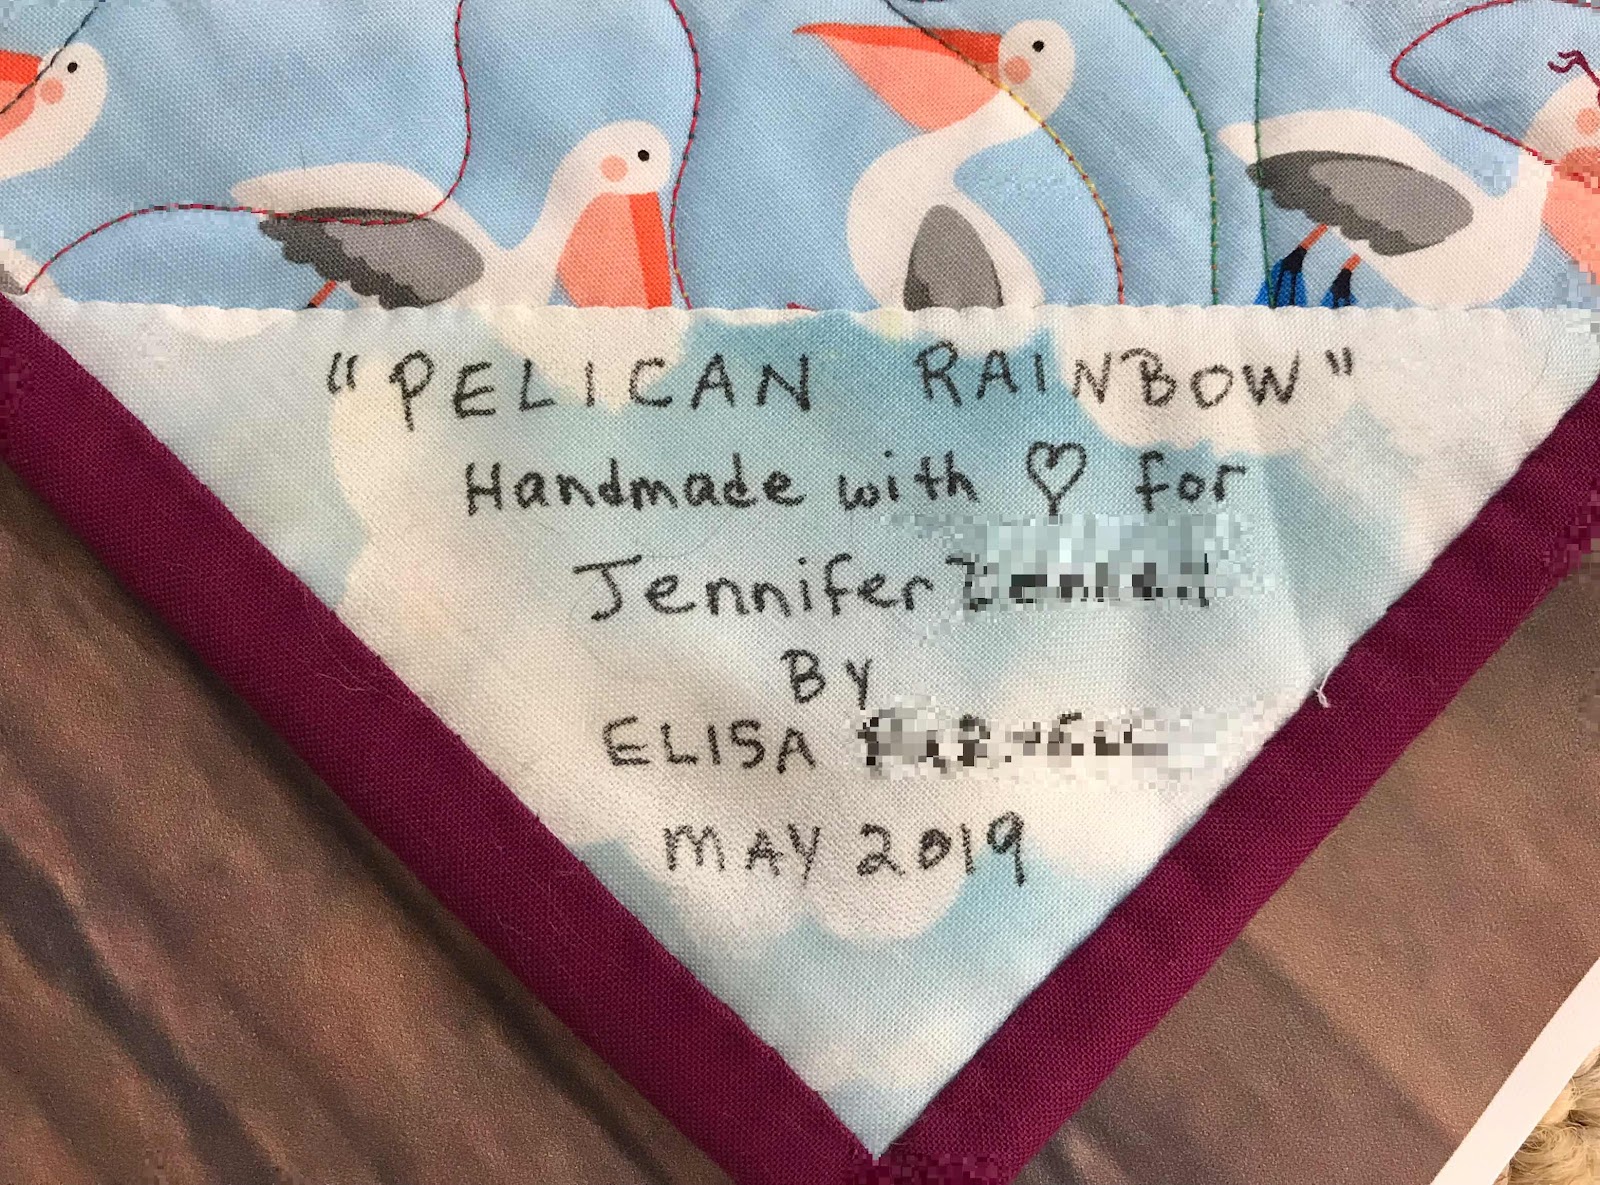 "PELICAN RAINBOW"
Handmade with ♡ for
Jennifer
By
ELISA
MAY 2019